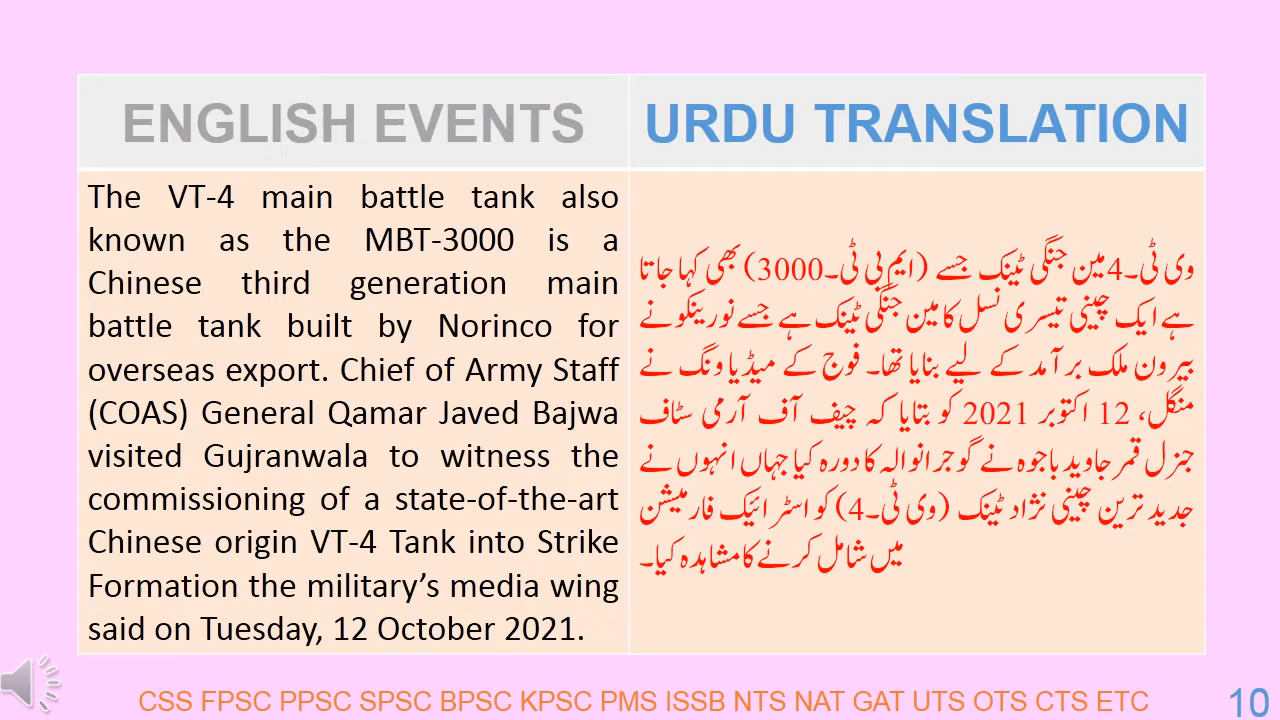 ENGLISH EVENTS
URDU TRANSLATION
The VT-4 main battle tank also
known as the MBT-3000 is a
Chinese third generation main
battle tank built by Norinco for
overseas export. Chief of Army Staff
(COAS) General Qamar Javed Bajwa
visited Gujranwala to witness the
commissioning of a state-of-the-art
Chinese origin VT-4 Tank into Strike
Formation the military’s media wing
said on Tuesday, 12 October 2021.
وی ٹی۔4 مین جنگی ٹینک جسے (ایم بی ٹی۔3000) بھی کہا جاتا
ہے ایک چینی تیسری نسل کا مین جنگی ٹینک ہے جسے نورینکو نے
بیرون ملک برآمد کے لیے بنایا تھا۔ فوج کے میڈیا ونگ نے
منگل، 12 اکتوبر 2021 کو بتایا کہ چیف آف آرمی سٹاف
جنرل قمر جاوید باجوہ نے گوجرانوالہ کا دورہ کیا جہاں انہوں نے
جدید ترین چینی نژاد ٹینک (وی ٹی۔4) کو اسٹرائیک فارمیشن
میں شامل کرنے کا مشاہدہ کیا۔
CSS FPSC PPSC SPSC BPSC KPSC PMS ISSB NTS NAT GAT UTS OTS CTS ETC
10